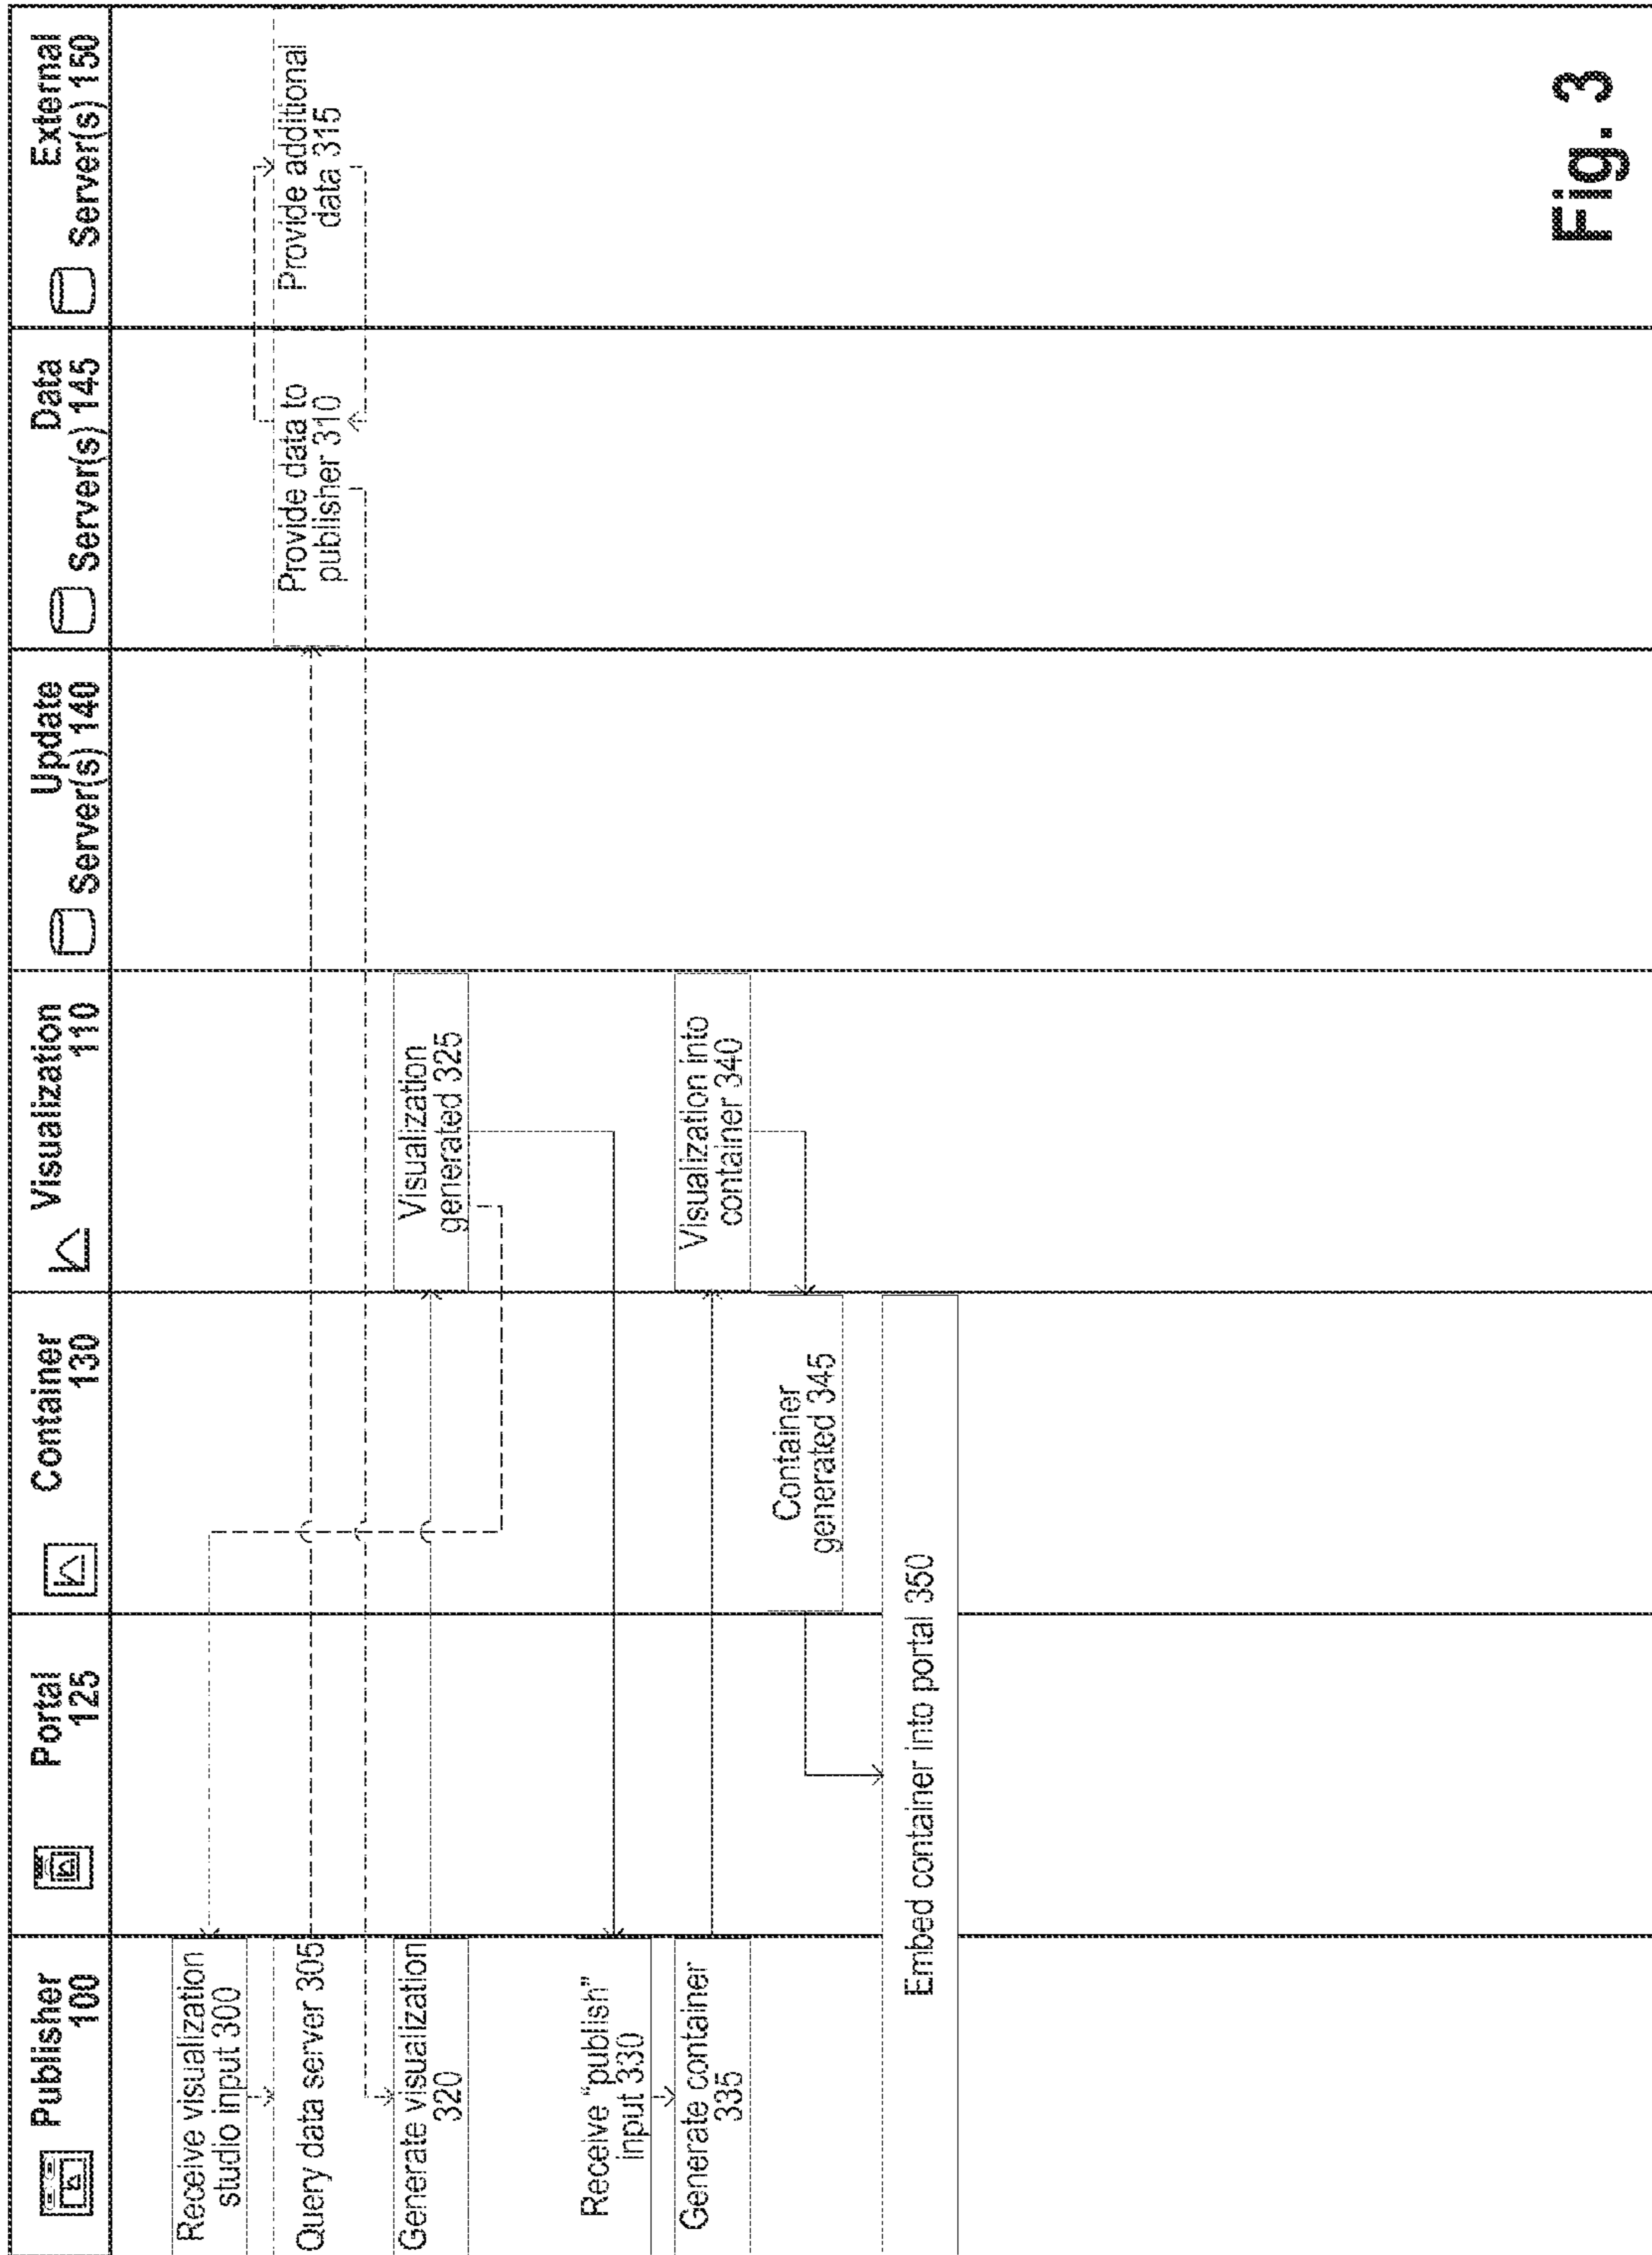 Publisher
100
Portal
125
Container
130
Visualization
110
Update
Server(s) 140
Data
Server(s) 145
External
Server(s) 150
Receive visualization
studio input 300
Query data server 305
Provide data to
publisher 310
Provide additional
data 315
Generate visualization
320
Visualization
generated 325
Receive “publish”
input 330
Generate container
335
Visualization into
container 340
Container
generated 345
Embed container into portal 350
Fig. 3